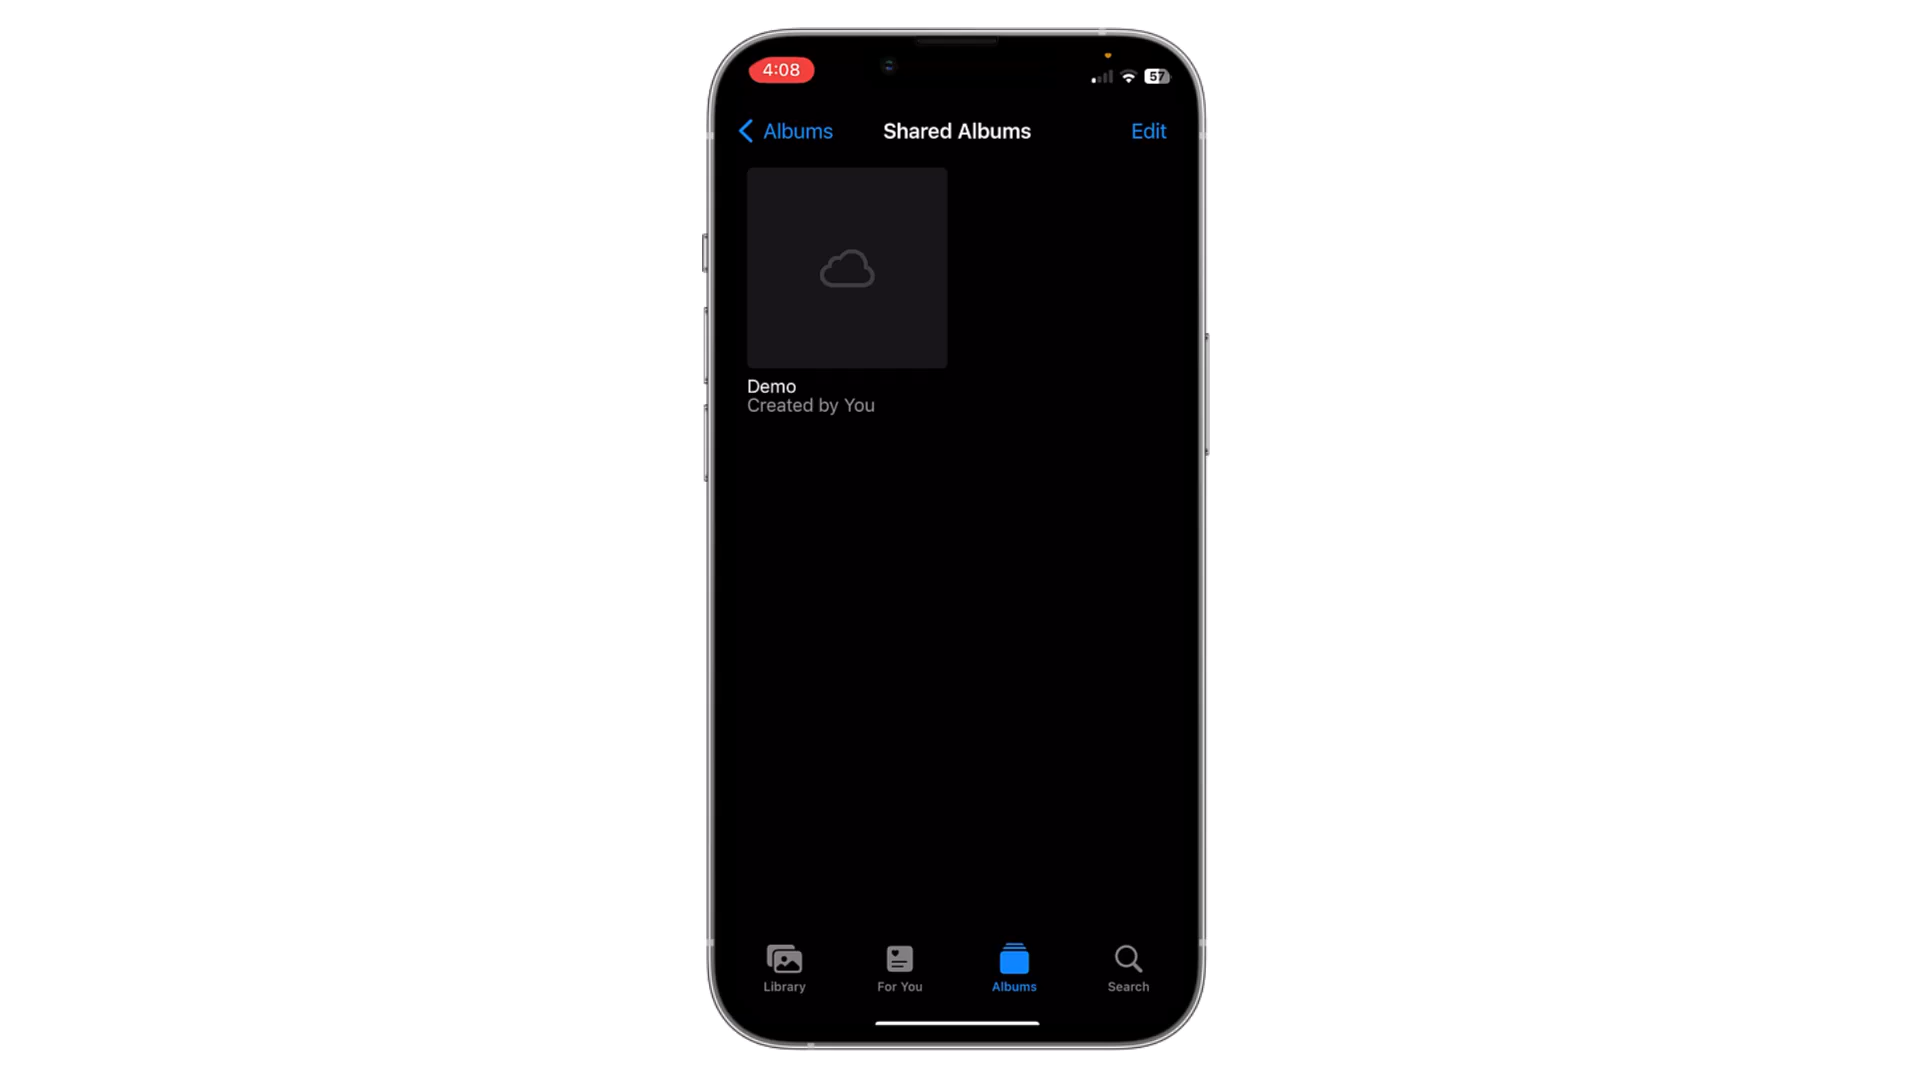 4:08
57
Albums
Shared Albums
Edit
Demo
Created by You
Library
For You
Albums
Search